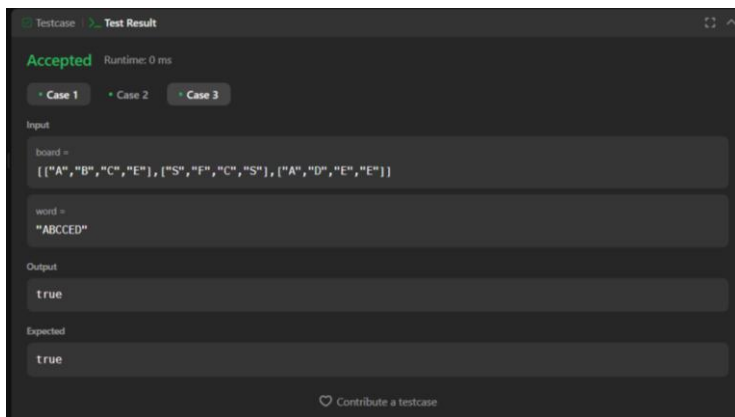 Testcase | >_ Test Result
Accepted Runtime: 0 ms
• Case 1 • Case 2 • Case 3
Input
board =
[["A","B","C","E"],["S","F","C","S"],["A","D","E","E"]]
word =
"ABCCED"
Output
true
Expected
true
Contribute a testcase